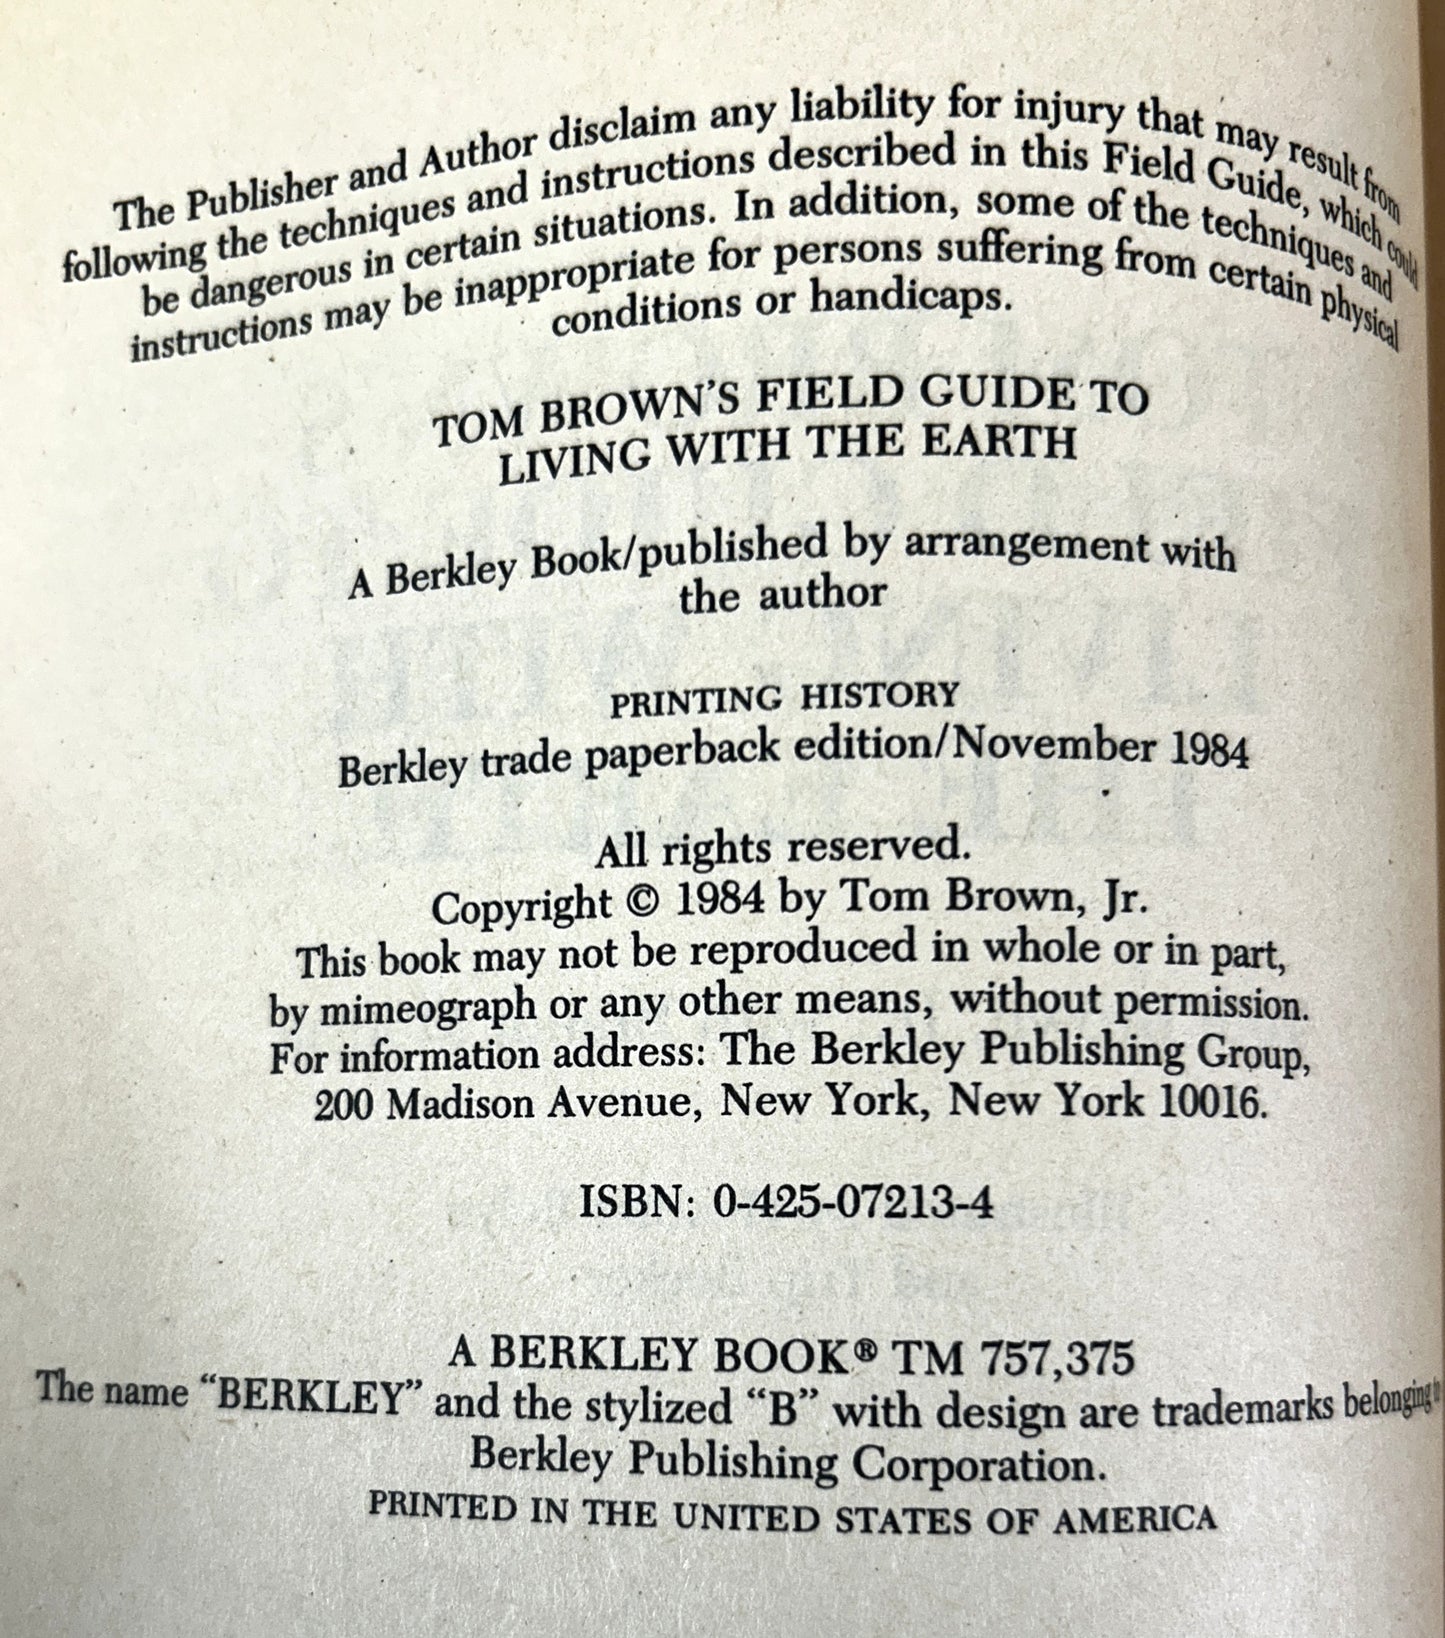 The Publisher and Author disclaim any liability for injury that may result from
following the techniques and instructions described in this Field Guide, which could
be dangerous in certain situations. In addition, some of the techniques and
instructions may be inappropriate for persons suffering from certain physical
conditions or handicaps.
TOM BROWN'S FIELD GUIDE TO
LIVING WITH THE EARTH
A Berkley Book/published by arrangement with
the author
PRINTING HISTORY
Berkley trade paperback edition/November 1984
All rights reserved.
Copyright © 1984 by Tom Brown, Jr.
This book may not be reproduced in whole or in part,
by mimeograph or any other means, without permission.
For information address: The Berkley Publishing Group,
200 Madison Avenue, New York, New York 10016.
ISBN: 0-425-07213-4
A BERKLEY BOOK® TM 757,375
The name "BERKLEY" and the stylized "B" with design are trademarks belonging to
Berkley Publishing Corporation.
PRINTED IN THE UNITED STATES OF AMERICA